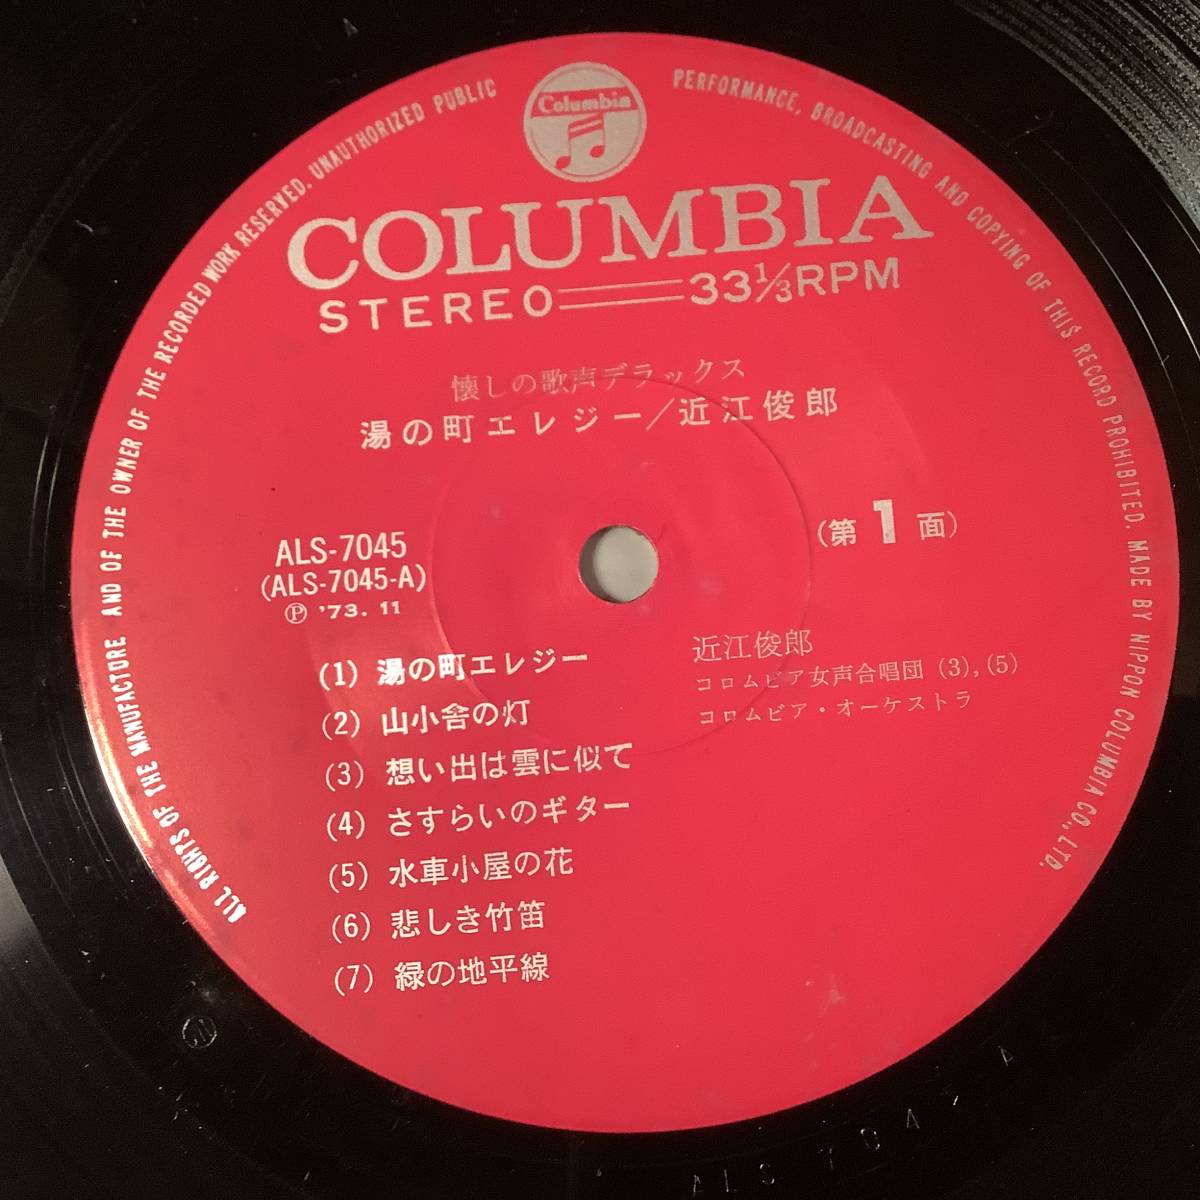 Columbia
COLUMBIA
STEREO 33⅓RPM
懐しの歌声デラックス
湯の町エレジー/近江俊郎
ALS-7045
(ALS-7045-A)
Ⓟ '73. 11
(第1面)
(1) 湯の町エレジー
(2) 山小舎の灯
(3) 想い出は雲に似て
(4) さすらいのギター
(5) 水車小屋の花
(6) 悲しき竹笛
(7) 緑の地平線
近江俊郎
コロムビア女声合唱団 (3), (5)
コロムビア・オーケストラ
ALL RIGHTS OF THE MANUFACTURE AND OF THE OWNER OF THE RECORDED WORK RESERVED. UNAUTHORIZED PUBLIC PERFORMANCE, BROADCASTING AND COPYING OF THIS RECORD PROHIBITED. MADE BY NIPPON COLUMBIA CO., LTD.